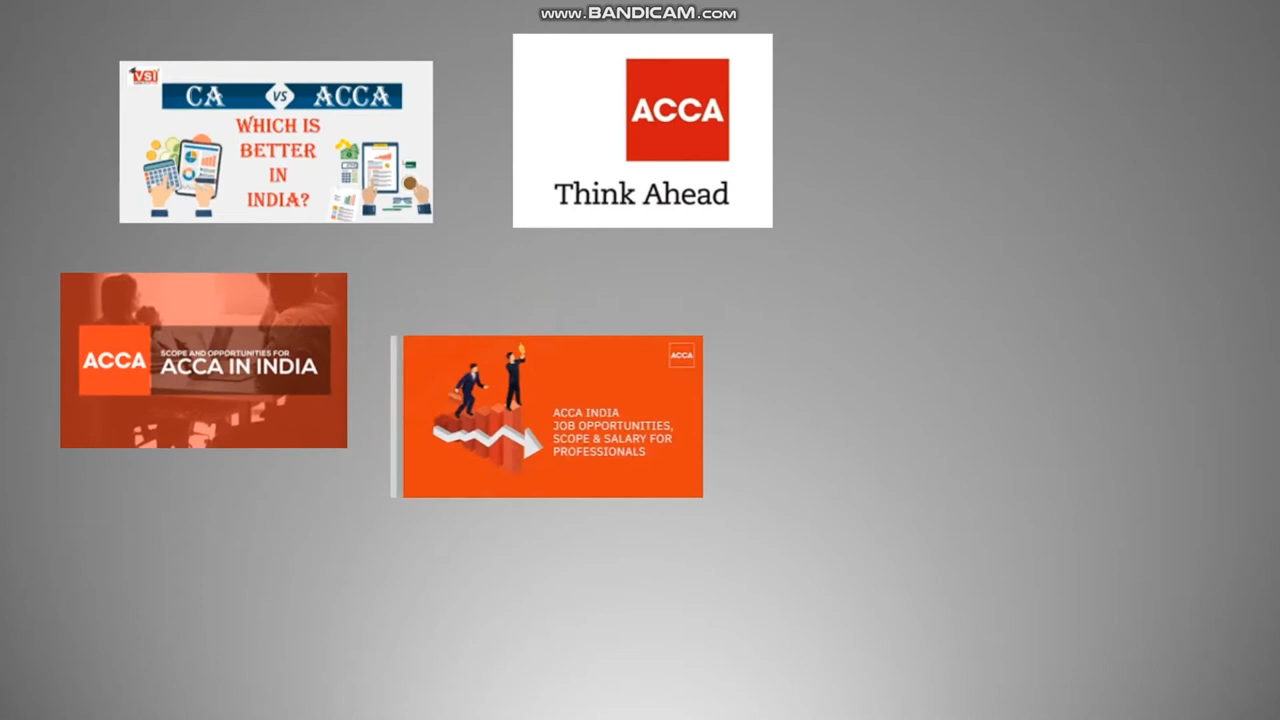 www.BANDICAM.com
VSI
CA VS ACCA
WHICH IS
BETTER
IN
INDIA?
ACCA
Think Ahead
ACCA
SCOPE AND OPPORTUNITIES FOR
ACCA IN INDIA
ACCA
ACCA INDIA
JOB OPPORTUNITIES,
SCOPE & SALARY FOR
PROFESSIONALS